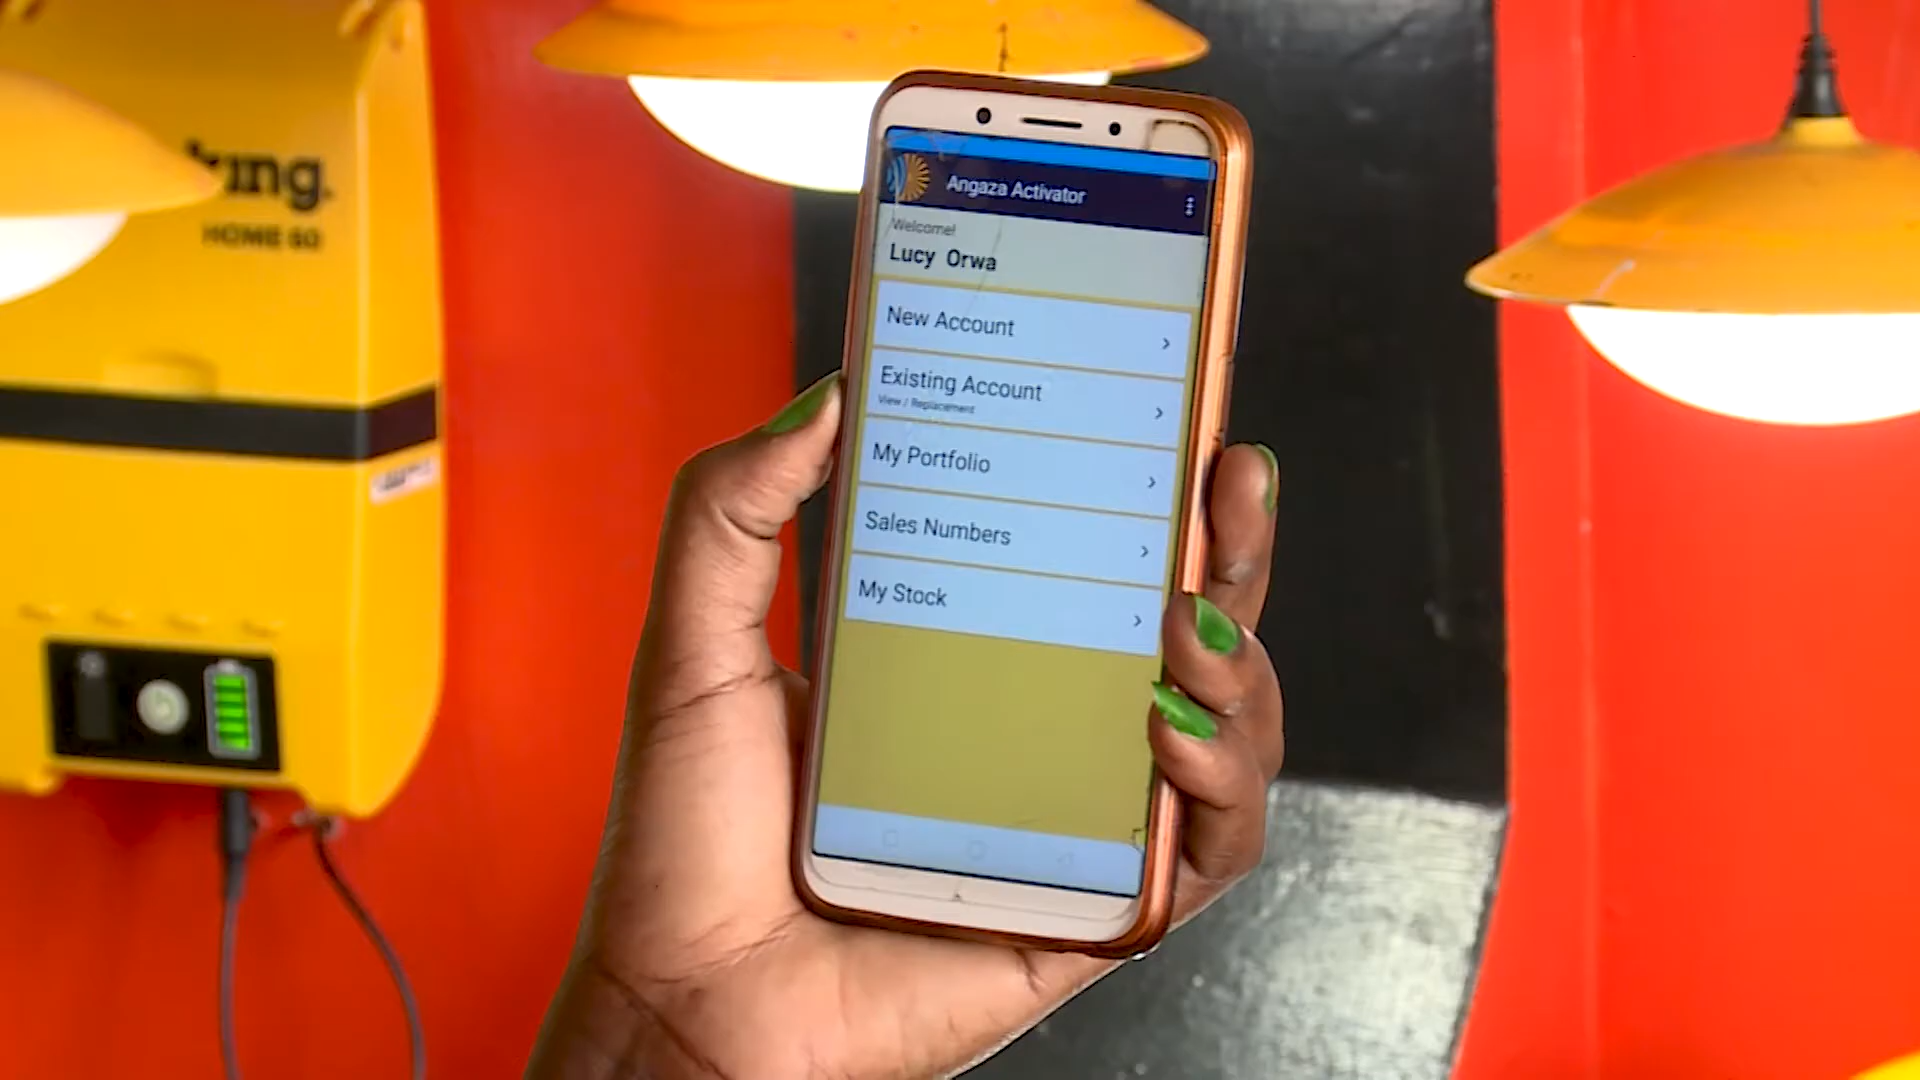 king.
HOME 60
Angaza Activator
Welcome!
Lucy Orwa
New Account
Existing Account
View / Replacement
My Portfolio
Sales Numbers
My Stock